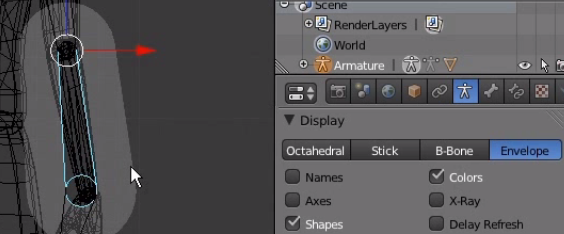 Scene
RenderLayers
World
Armature
Display
Octahedral Stick B-Bone Envelope
Names Colors
Axes X-Ray
Shapes Delay Refresh